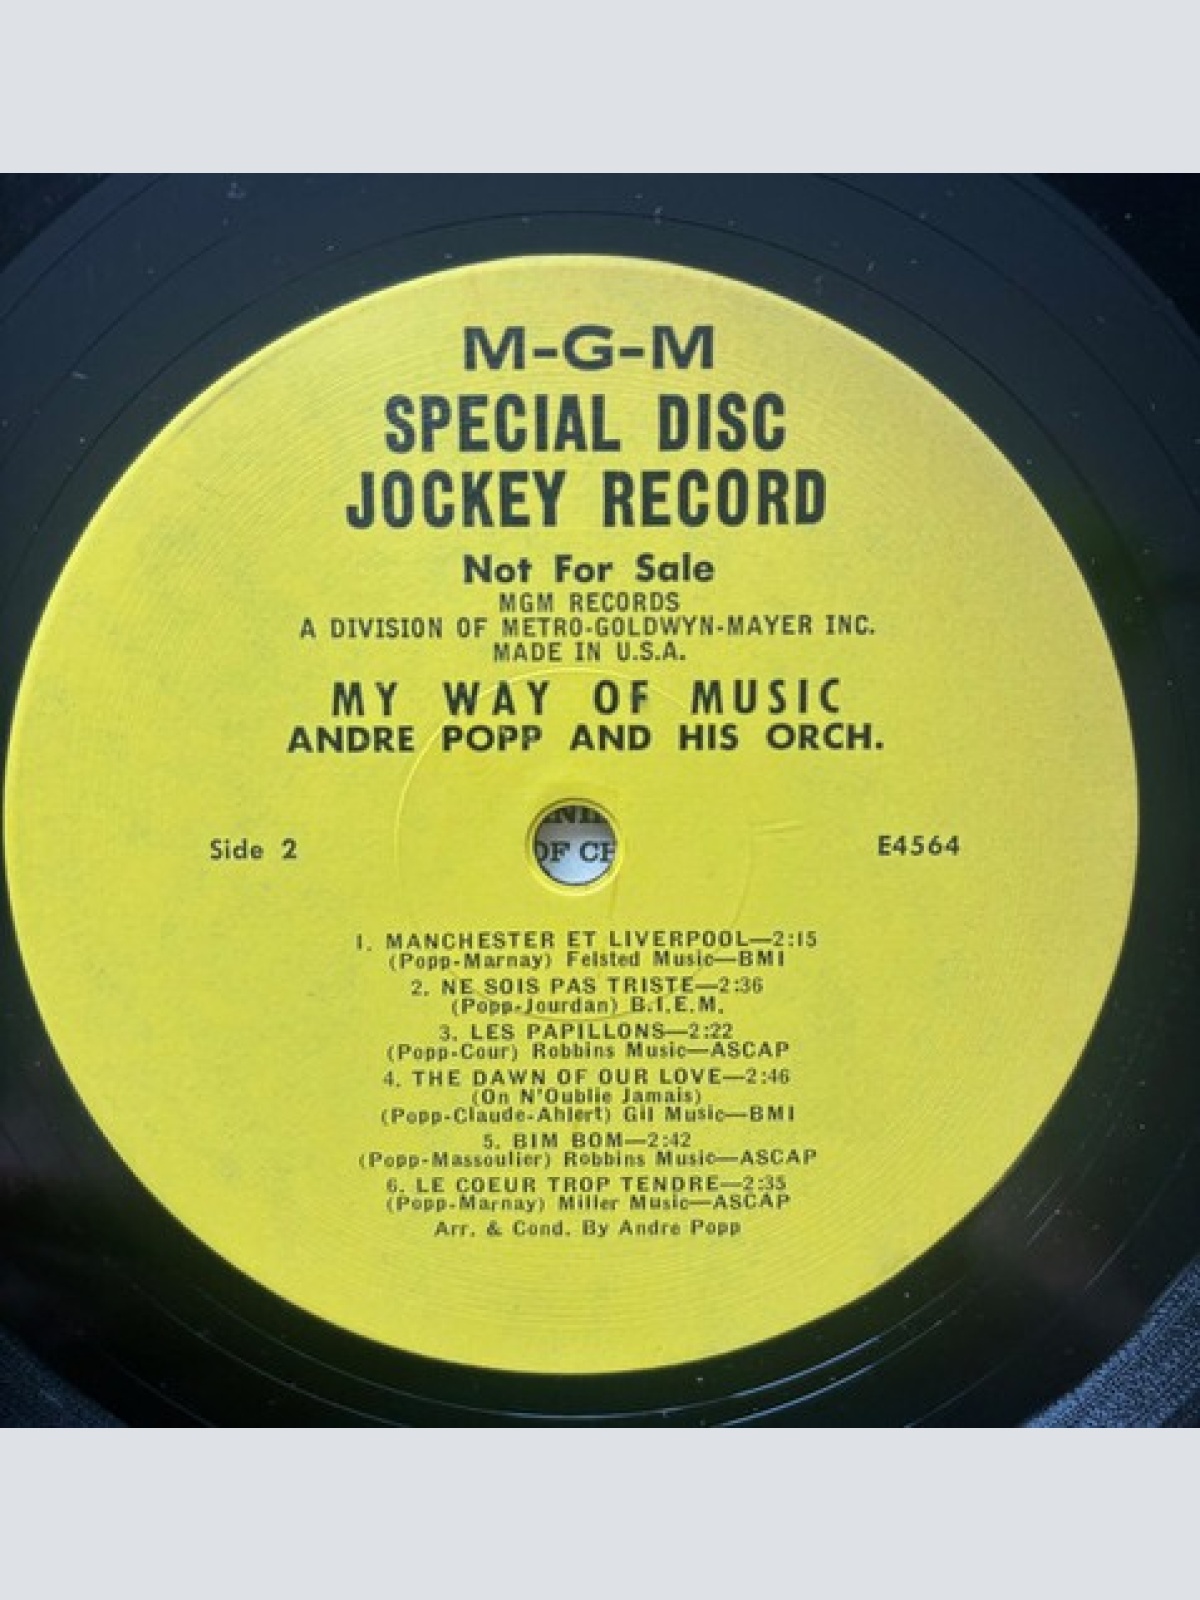 M-G-M
SPECIAL DISC
JOCKEY RECORD
Not For Sale
MGM RECORDS
A DIVISION OF METRO-GOLDWYN-MAYER INC.
MADE IN U.S.A.
MY WAY OF MUSIC
ANDRE POPP AND HIS ORCH.
Side 2
E4564
OF
1. MANCHESTER ET LIVERPOOL—2:15
(Popp-Marnay) Felsted Music—BMI
2. NE SOIS PAS TRISTE—2:36
(Popp-Jourdan) B.I.E.M.
3. LES PAPILLONS—2:22
(Popp-Cour) Robbins Music—ASCAP
4. THE DAWN OF OUR LOVE—2:46
(On N'Oublie Jamais)
(Popp-Claude-Ahlert) Gil Music—BMI
5. BIM BOM—2:42
(Popp-Massoulier) Robbins Music—ASCAP
6. LE COEUR TROP TENDRE—2:35
(Popp-Marnay) Miller Music—ASCAP
Arr. & Cond. By Andre Popp